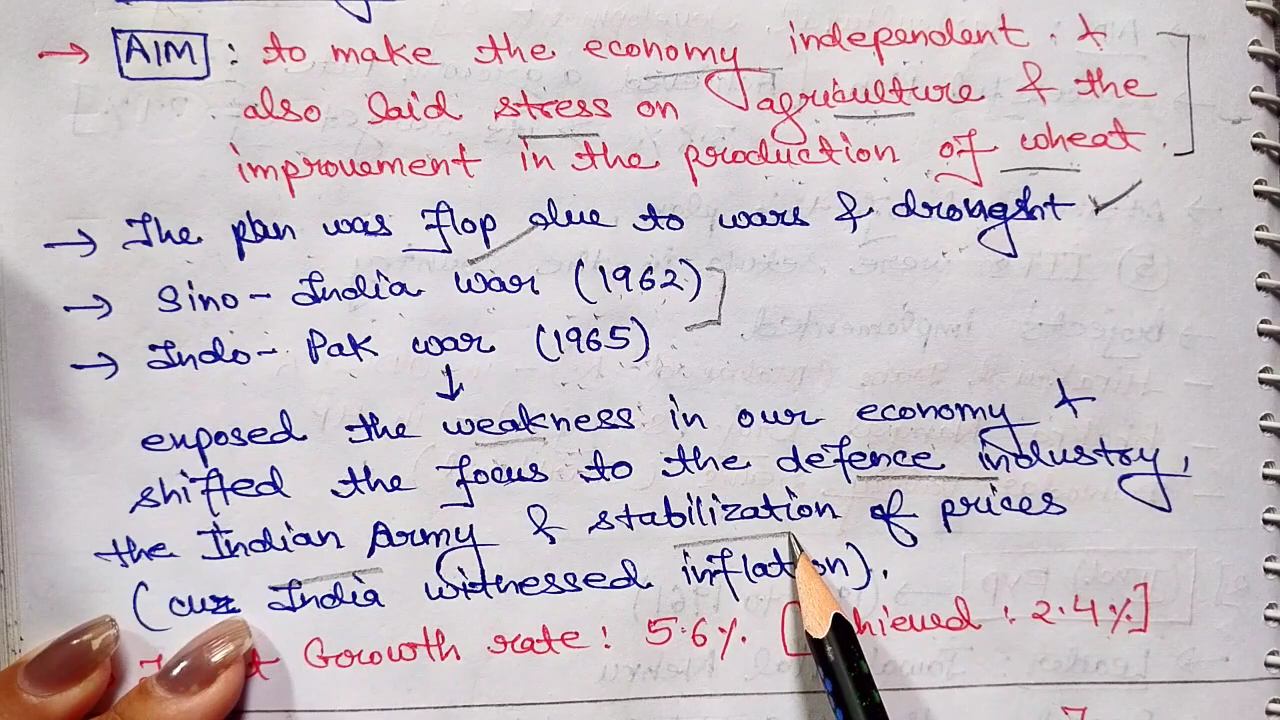 → AIM : to make the economy independent. &
also laid stress on agriculture & the
improvement in the production of wheat.
→ The plan was flop due to wars & drought ✓
→ Sino-India war (1962)
→ Indo-Pak war (1965)
↓
exposed the weakness in our economy &
shifted the focus to the defence industry,
the Indian Army & stabilization of prices
(cuz India witnessed inflation).
Growth rate : 5.6%. [ : 2.4%]